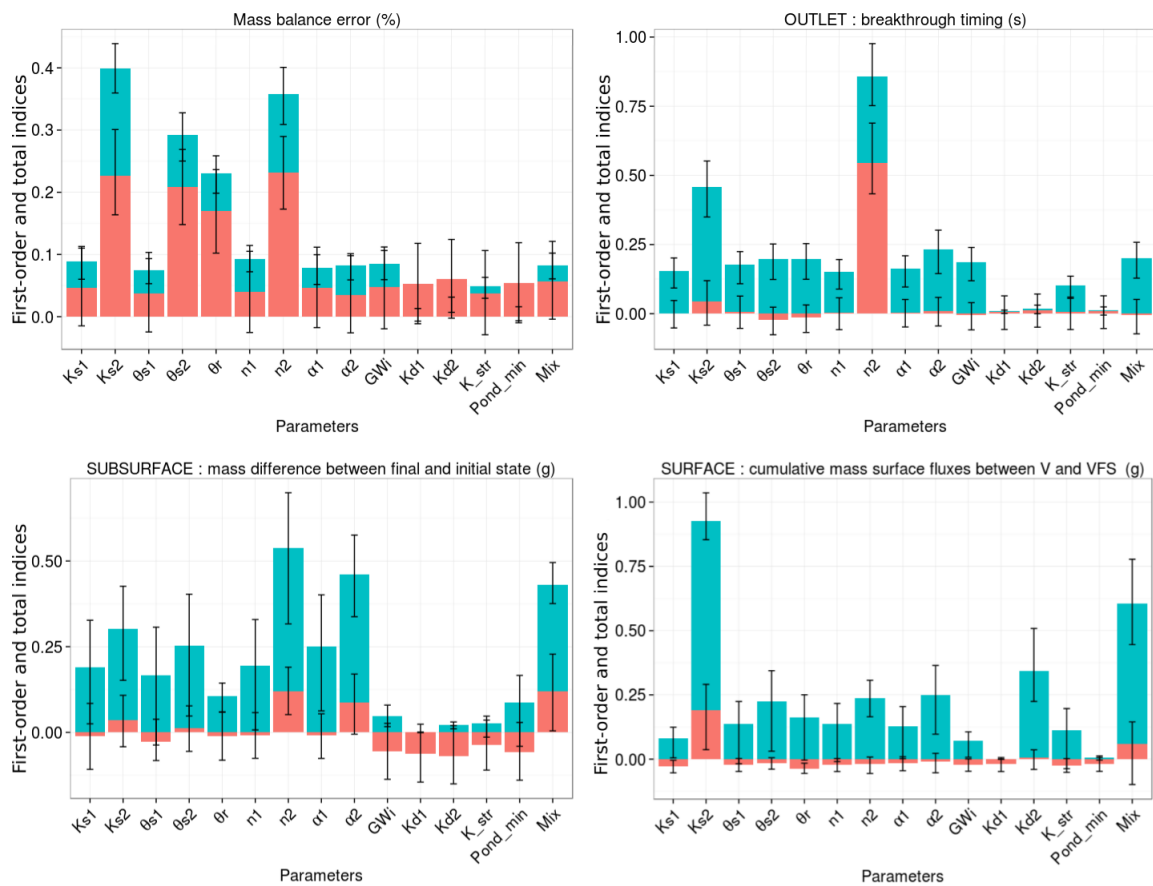 Mass balance error (%)
First-order and total indices
0.4
0.3
0.2
0.1
0.0
Ks1 Ks2 θs1 θs2 θr n1 n2 α1 α2 GWi Kd1 Kd2 K_str Pond_min Mix
Parameters
OUTLET : breakthrough timing (s)
First-order and total indices
1.00
0.75
0.50
0.25
0.00
Ks1 Ks2 θs1 θs2 θr n1 n2 α1 α2 GWi Kd1 Kd2 K_str Pond_min Mix
Parameters
SUBSURFACE : mass difference between final and initial state (g)
First-order and total indices
0.50
0.25
0.00
Ks1 Ks2 θs1 θs2 θr n1 n2 α1 α2 GWi Kd1 Kd2 K_str Pond_min Mix
Parameters
SURFACE : cumulative mass surface fluxes between V and VFS (g)
First-order and total indices
1.00
0.75
0.50
0.25
0.00
Ks1 Ks2 θs1 θs2 θr n1 n2 α1 α2 GWi Kd1 Kd2 K_str Pond_min Mix
Parameters